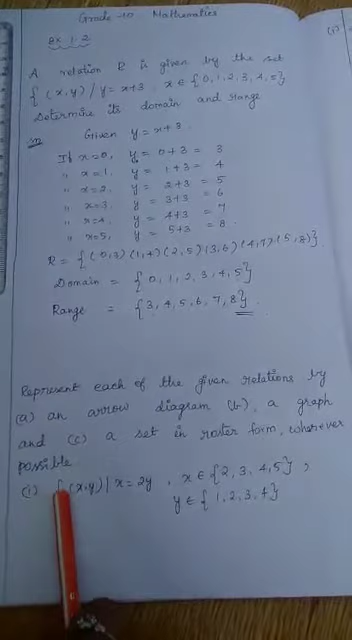 Grade-10 Mathematics
Ex 1.2
A relation R is given by the set
{(x,y) / y = x+3, x ∈ {0, 1, 2, 3, 4, 5}
Determine its domain and range
Given y = x+3.
If x=0, y = 0+3 = 3
" x=1, y = 1+3 = 4
" x=2, y = 2+3 = 5
" x=3, y = 3+3 = 6
" x=4, y = 4+3 = 7
" x=5, y = 5+3 = 8.
R = {(0,3) (1,4) (2,5) (3,6) (4,7) (5,8)}.
Domain = {0, 1, 2, 3, 4, 5}
Range = {3, 4, 5, 6, 7, 8}.
Represent each of the given relations by
(a) an arrow diagram (b), a graph
and (c) a set in roster form, wherever
possible
(i) {(x,y) | x = 2y, x ∈ {2, 3, 4, 5},
y ∈ {1, 2, 3, 4}
(i)